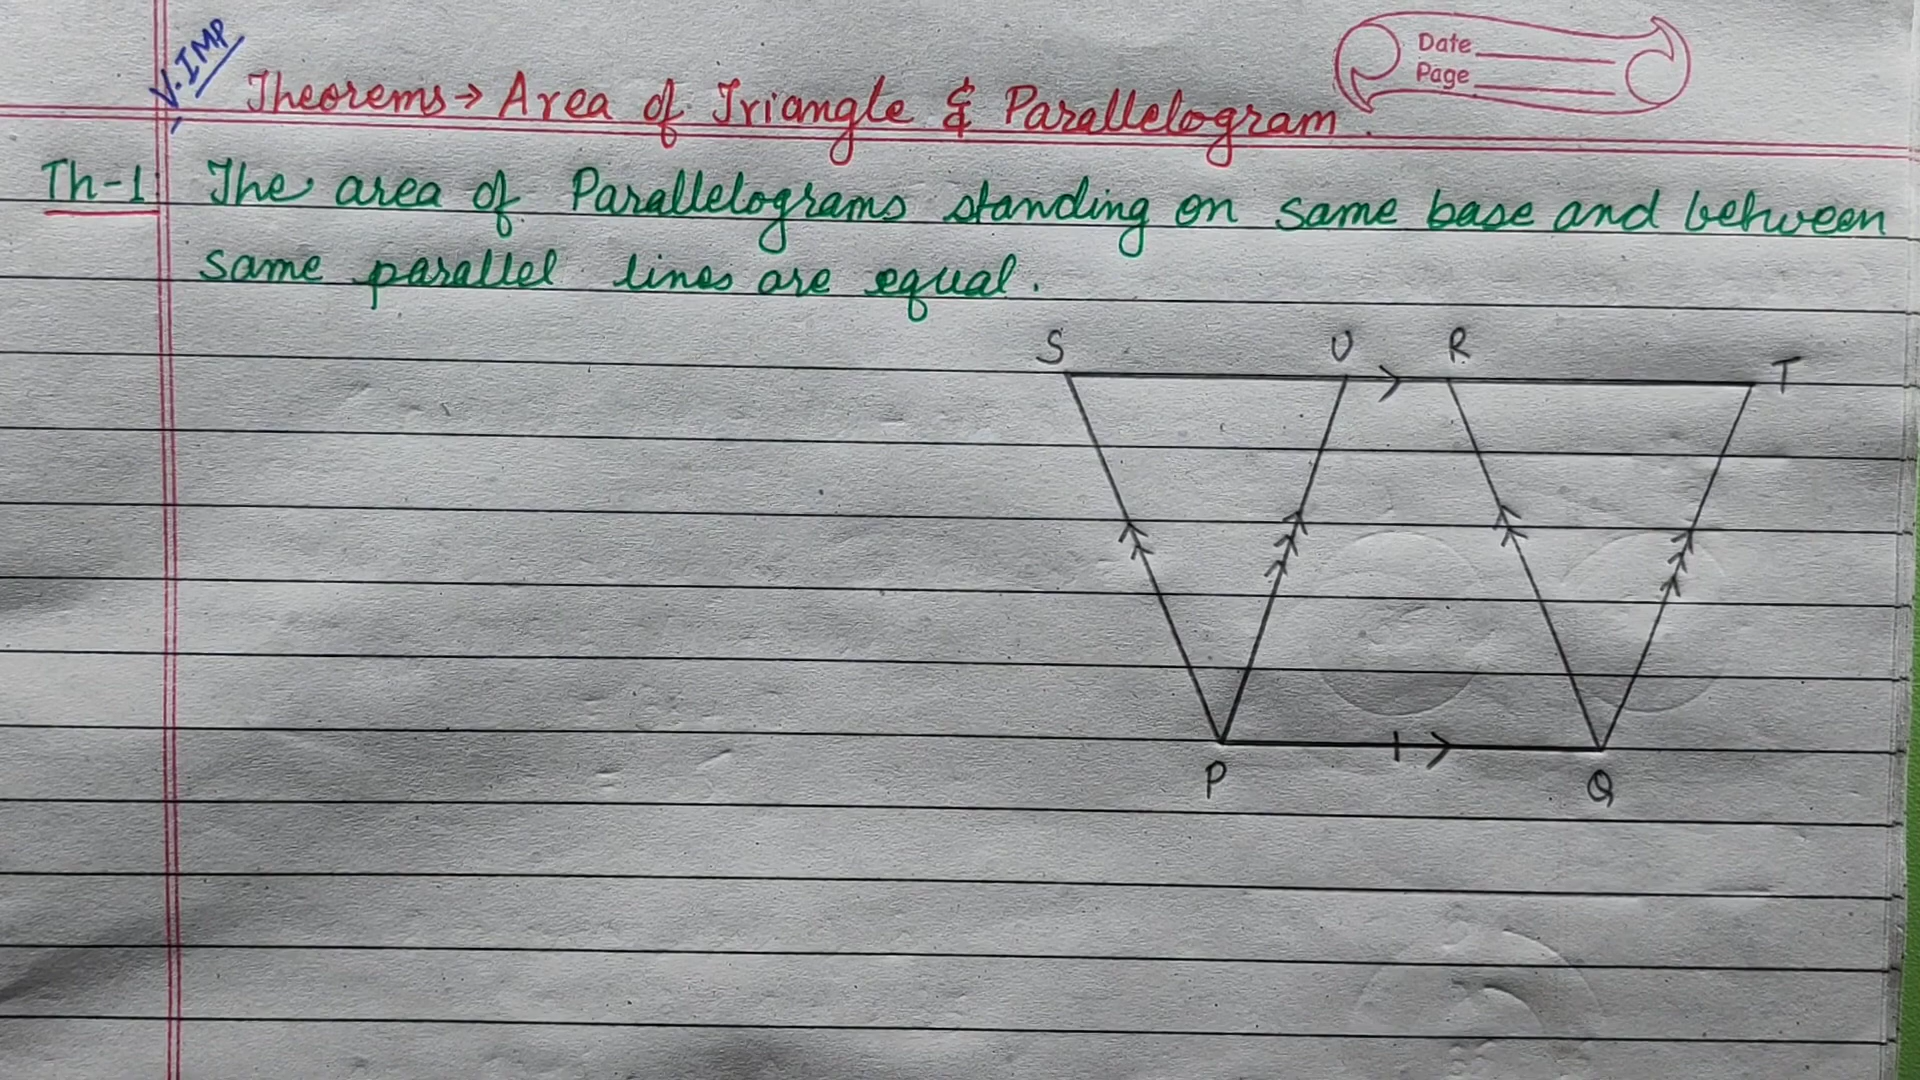 V. IMP
Date
Page
Theorems → Area of Triangle & Parallelogram.
Th-1 The area of Parallelograms standing on same base and between
same parallel lines are equal.
S U R T
P Q